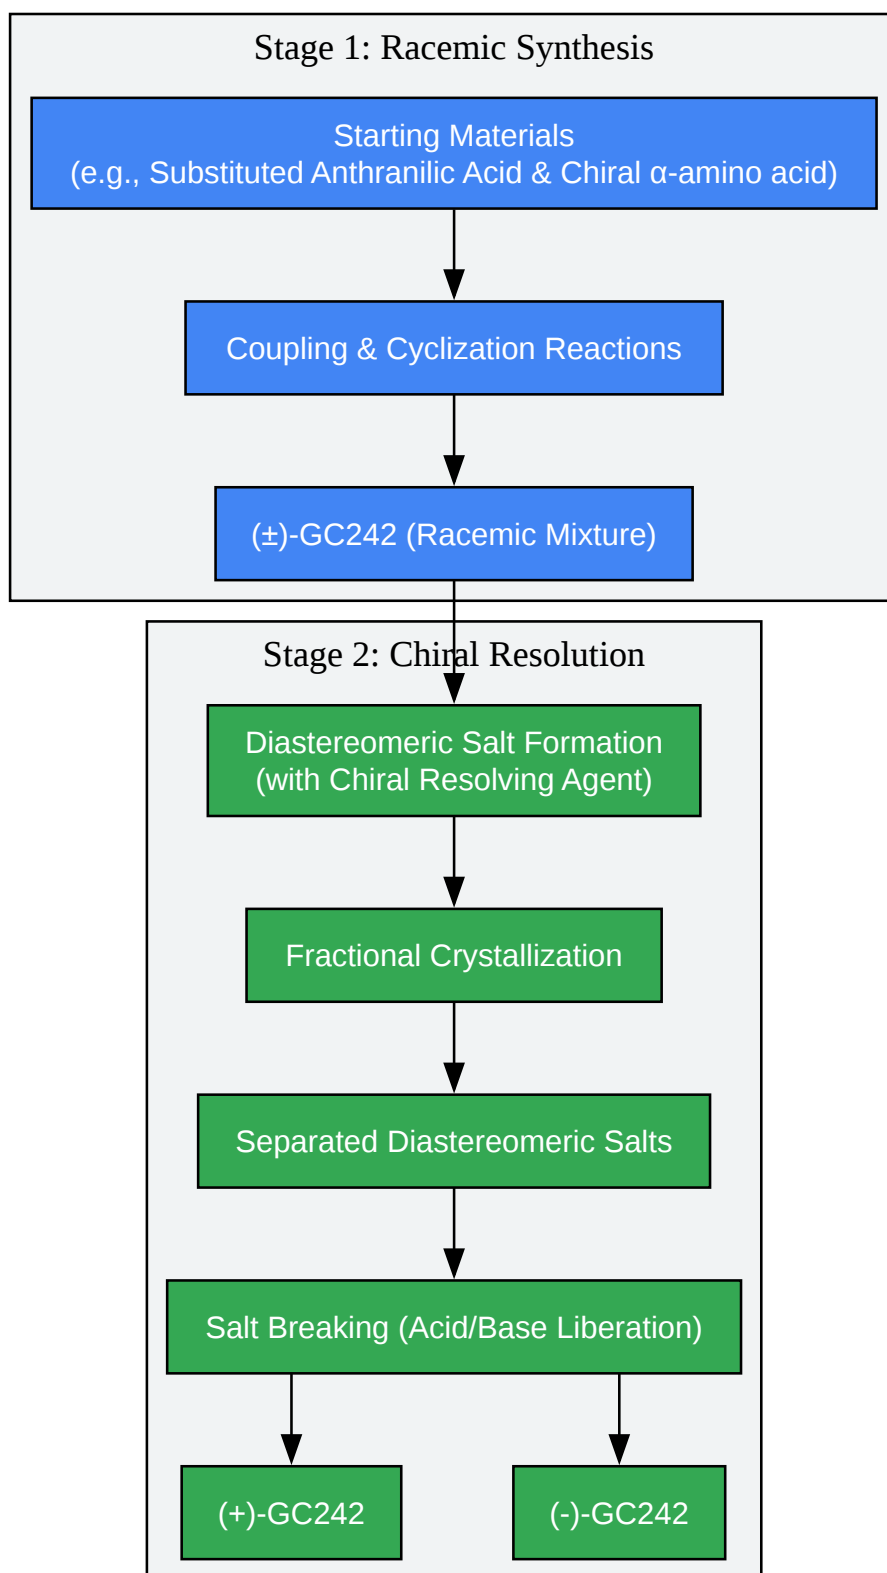 Stage 1: Racemic Synthesis
Starting Materials
(e.g., Substituted Anthranilic Acid & Chiral α-amino acid)
Coupling & Cyclization Reactions
(±)-GC242 (Racemic Mixture)
Stage 2: Chiral Resolution
Diastereomeric Salt Formation
(with Chiral Resolving Agent)
Fractional Crystallization
Separated Diastereomeric Salts
Salt Breaking (Acid/Base Liberation)
(+)-GC242
(-)-GC242